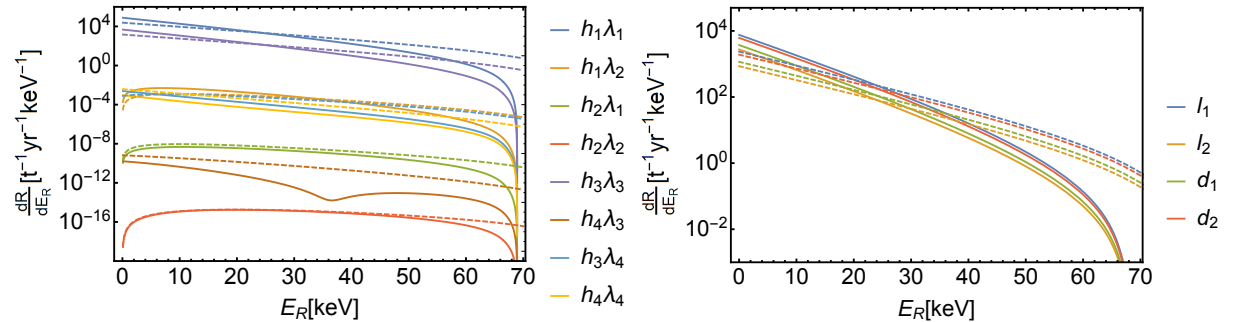 10^4
10^0
10^-4
10^-8
10^-12
10^-16
dR/dE_R [t^-1 yr^-1 keV^-1]
0 10 20 30 40 50 60 70
E_R[keV]
h_1λ_1
h_1λ_2
h_2λ_1
h_2λ_2
h_3λ_3
h_4λ_3
h_3λ_4
h_4λ_4
10^4
10^2
10^0
10^-2
dR/dE_R [t^-1 yr^-1 keV^-1]
0 10 20 30 40 50 60 70
E_R[keV]
l_1
l_2
d_1
d_2